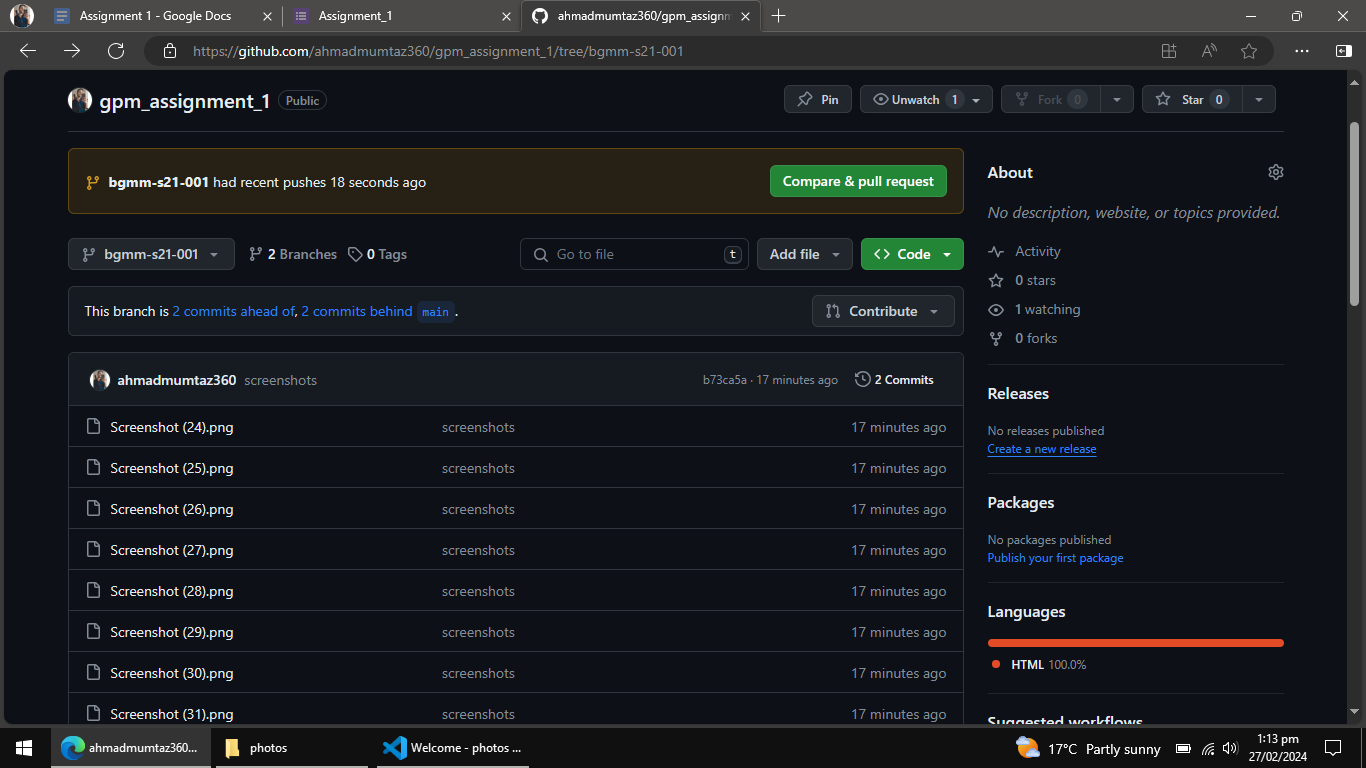 Assignment 1 - Google Docs
Assignment_1
ahmadmumtaz360/gpm_assignm
https://github.com/ahmadmumtaz360/gpm_assignment_1/tree/bgmm-s21-001
gpm_assignment_1 Public
Pin
Unwatch 1
Fork 0
Star 0
bgmm-s21-001 had recent pushes 18 seconds ago
Compare & pull request
bgmm-s21-001
2 Branches
0 Tags
Go to file t
Add file
Code
This branch is 2 commits ahead of, 2 commits behind main .
Contribute
ahmadmumtaz360 screenshots
b73ca5a · 17 minutes ago
2 Commits
Screenshot (24).png screenshots 17 minutes ago
Screenshot (25).png screenshots 17 minutes ago
Screenshot (26).png screenshots 17 minutes ago
Screenshot (27).png screenshots 17 minutes ago
Screenshot (28).png screenshots 17 minutes ago
Screenshot (29).png screenshots 17 minutes ago
Screenshot (30).png screenshots 17 minutes ago
Screenshot (31).png screenshots 17 minutes ago
About
No description, website, or topics provided.
Activity
0 stars
1 watching
0 forks
Releases
No releases published
Create a new release
Packages
No packages published
Publish your first package
Languages
HTML 100.0%
Suggested workflows
ahmadmumtaz360...
photos
Welcome - photos ...
17°C Partly sunny
1:13 pm
27/02/2024